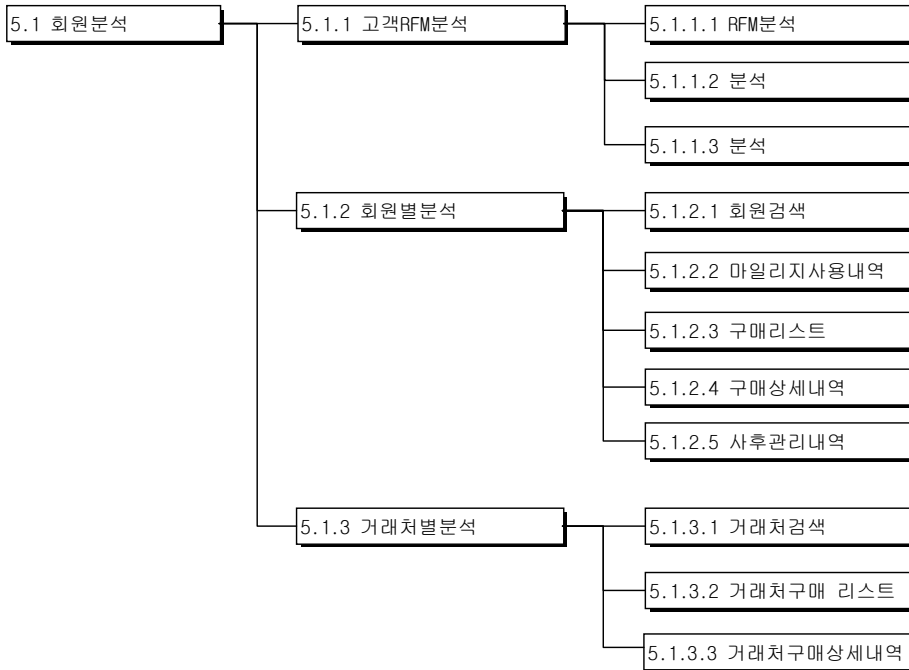 5.1 회원분석
5.1.1 고객RFM분석
5.1.1.1 RFM분석
5.1.1.2 분석
5.1.1.3 분석
5.1.2 회원별분석
5.1.2.1 회원검색
5.1.2.2 마일리지사용내역
5.1.2.3 구매리스트
5.1.2.4 구매상세내역
5.1.2.5 사후관리내역
5.1.3 거래처별분석
5.1.3.1 거래처검색
5.1.3.2 거래처구매 리스트
5.1.3.3 거래처구매상세내역